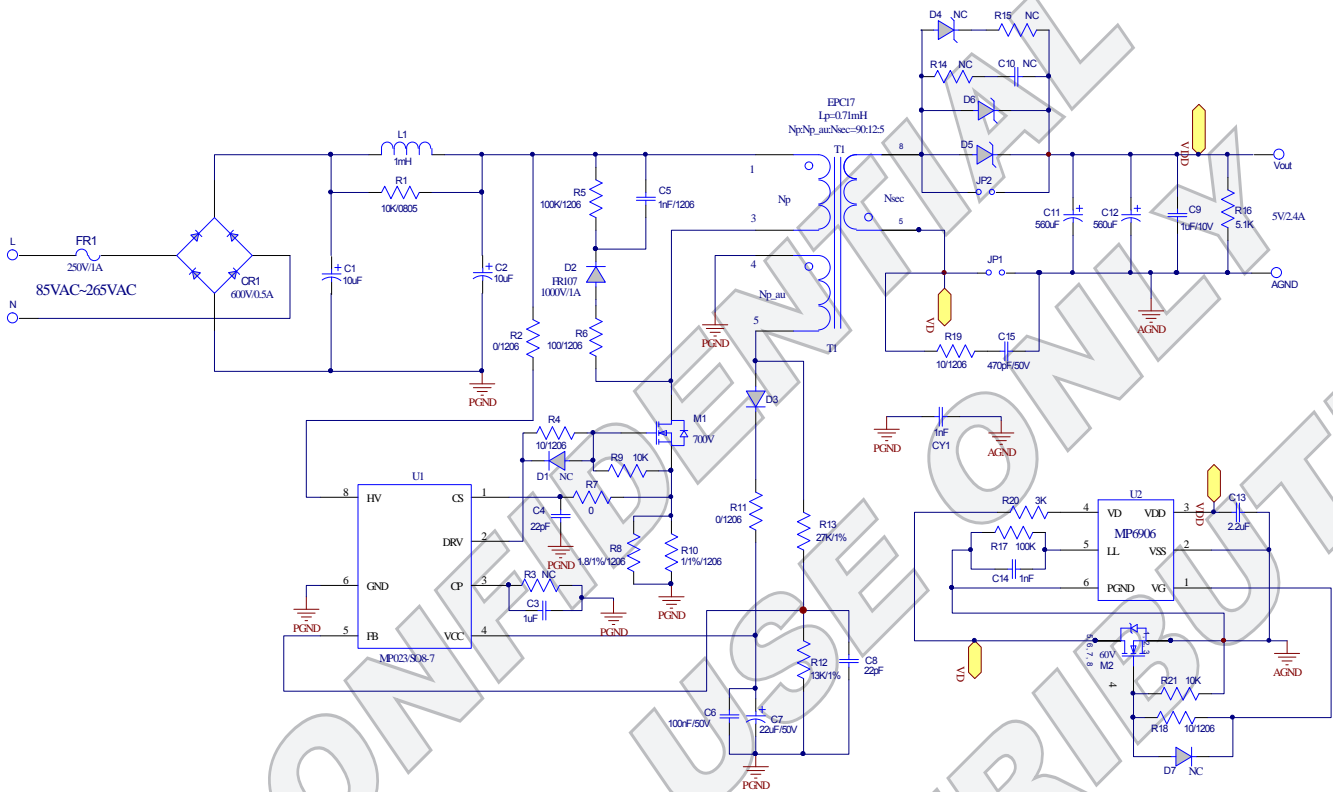 D4 NC
R15 NC
R14 NC
C10 NC
D6
D5
JP2
EPC17
Lp=0.71mH
Np:Np_au:Nsec=90:12:5
T1
8
1
Np
Nsec
3
5
4
Np_au
5
T1
PGND
VDD
Vout
C11
560uF
C12
560uF
C9
1uF/10V
R16
5.1K
5V/2.4A
JP1
AGND
AGND
VD
R19
10/1206
C15
470pF/50V
L1
1mH
R1
10K/0805
R5
100K/1206
C5
1nF/1206
L
FR1
250V/1A
N
85VAC~265VAC
CR1
600V/0.5A
C1
10uF
C2
10uF
D2
FR107
1000V/1A
R2
0/1206
R6
100/1206
PGND
D3
M1
700V
R4
10/1206
D1 NC
R9 10K
PGND
1nF
CY1
AGND
U1
8 HV
CS 1
DRV 2
6 GND
CP 3
5 FB
VCC 4
MP023/SO8-7
R7
0
C4
22pF
PGND
R8
1.8/1%/1206
R10
1/1%/1206
PGND
R3 NC
C3
1uF
PGND
PGND
R11
0/1206
R13
27K/1%
R12
13K/1%
C8
22pF
C6
100nF/50V
C7
22uF/50V
PGND
U2
MP6906
R20 3K
4 VD
VDD 3
VDD
C13
2.2uF
R17 100K
5 LL
VSS 2
C14 1nF
6 PGND
VG 1
5,6,7,8
1,2,3
60V
M2
4
VD
AGND
R21 10K
R18 10/1206
D7 NC
CONFIDENTIAL
USE ONLY